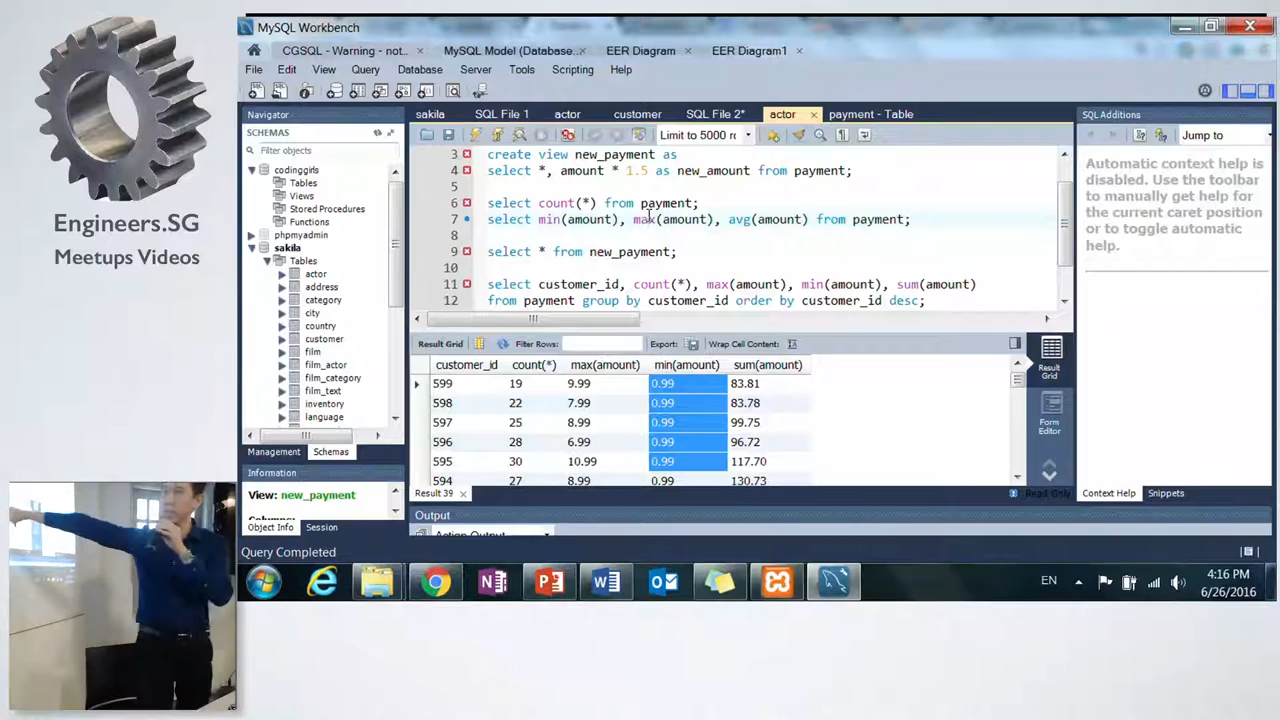 Engineers.SG
Meetups Videos
MySQL Workbench
CGSQL - Warning - not... ×
MySQL Model (Database... ×
EER Diagram ×
EER Diagram1 ×
File Edit View Query Database Server Tools Scripting Help
Navigator
SCHEMAS
Filter objects
codinggirls
Tables
Views
Stored Procedures
Functions
phpmyadmin
sakila
Tables
actor
address
category
city
country
customer
film
film_actor
film_category
film_text
inventory
language
Management Schemas
Information
View: new_payment
Object Info Session
Query Completed
sakila SQL File 1 actor customer SQL File 2* actor × payment - Table
Limit to 5000 rc
3 create view new_payment as
4 select *, amount * 1.5 as new_amount from payment;
5
6 select count(*) from payment;
7 select min(amount), max(amount), avg(amount) from payment;
8
9 select * from new_payment;
10
11 select customer_id, count(*), max(amount), min(amount), sum(amount)
12 from payment group by customer_id order by customer_id desc;
Result Grid Filter Rows: Export: Wrap Cell Content:
customer_id count(*) max(amount) min(amount) sum(amount)
599 19 9.99 0.99 83.81
598 22 7.99 0.99 83.78
597 25 8.99 0.99 99.75
596 28 6.99 0.99 96.72
595 30 10.99 0.99 117.70
594 27 8.99 0.99 130.73
Result 39 ×
Read Only
Result
Grid
Form
Editor
Output
Action Output
SQL Additions
Jump to
Automatic context help is
disabled. Use the toolbar
to manually get help for
the current caret position
or to toggle automatic
help.
Context Help Snippets
EN
4:16 PM
6/26/2016